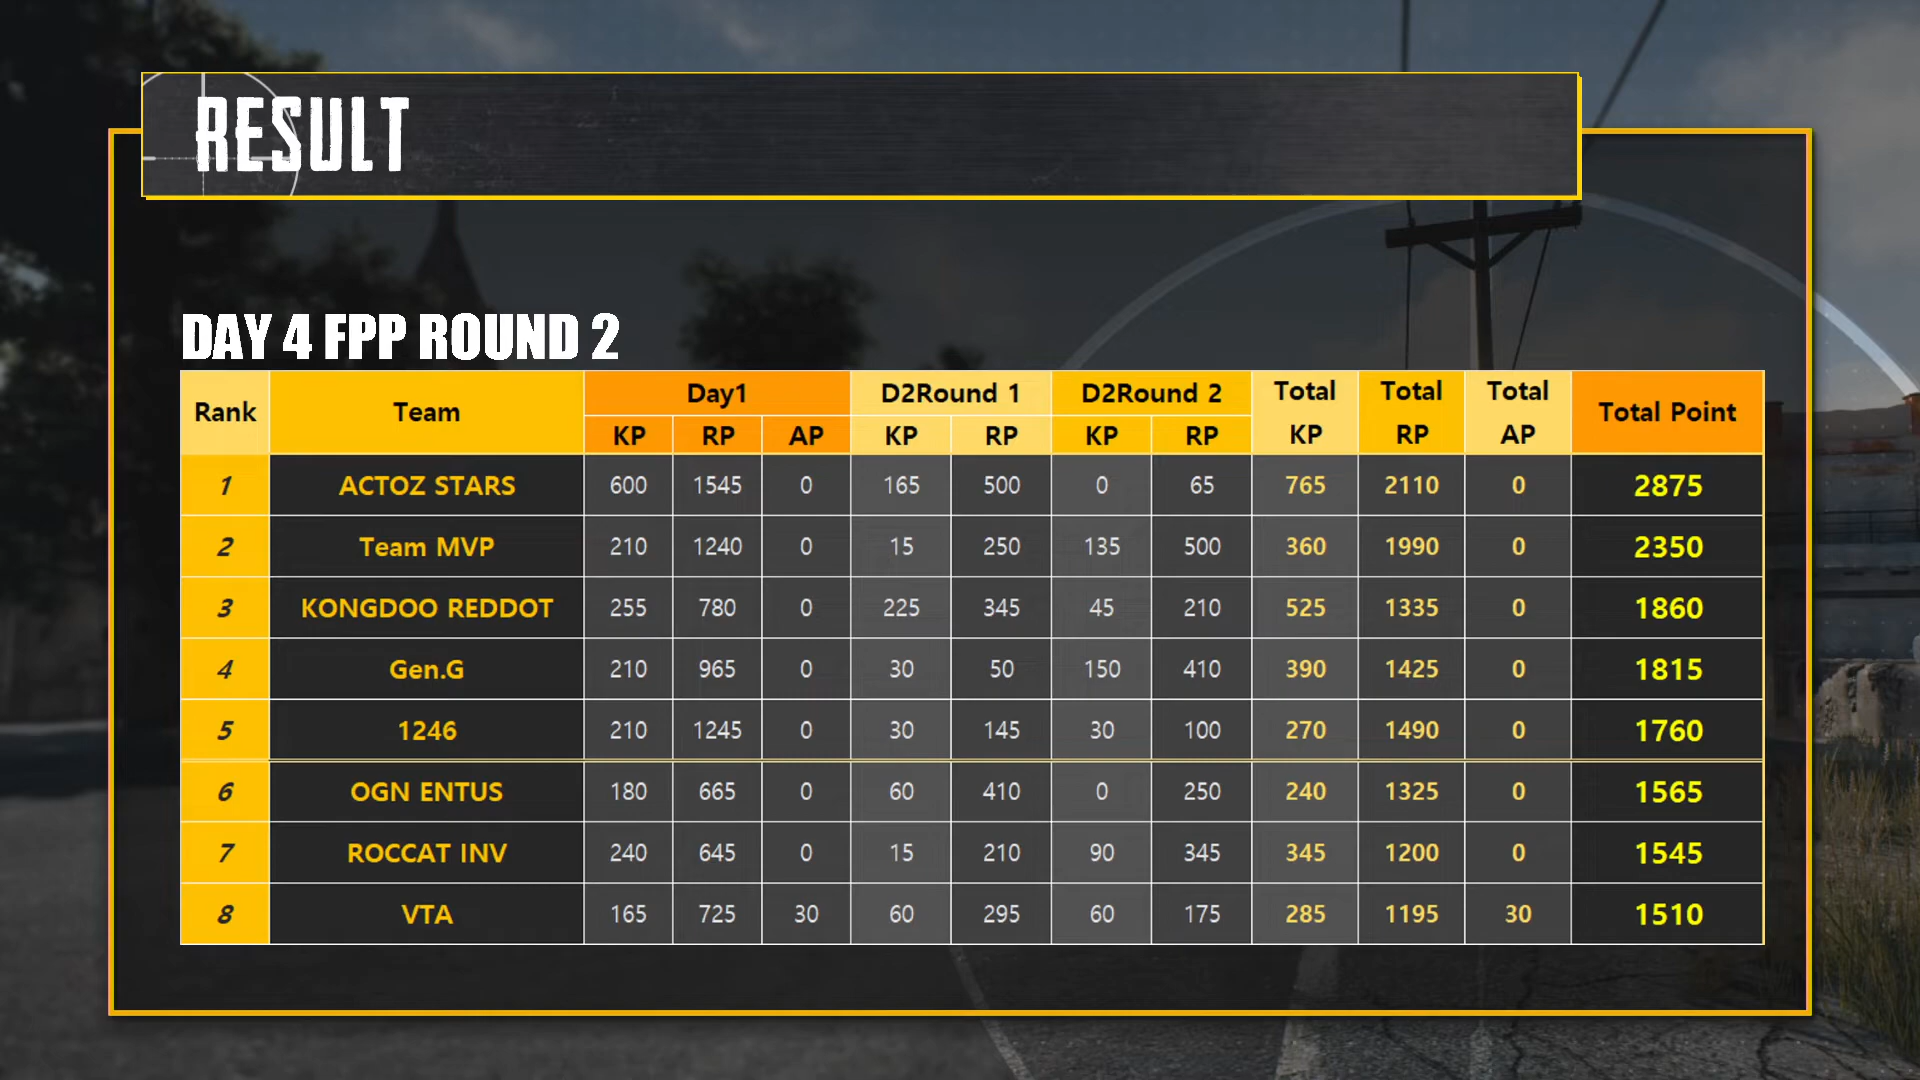 RESULT
DAY 4 FPP ROUND 2
Rank Team Day1 D2Round 1 D2Round 2 Total KP Total RP Total AP Total Point
KP RP AP KP RP KP RP
1 ACTOZ STARS 600 1545 0 165 500 0 65 765 2110 0 2875
2 Team MVP 210 1240 0 15 250 135 500 360 1990 0 2350
3 KONGDOO REDDOT 255 780 0 225 345 45 210 525 1335 0 1860
4 Gen.G 210 965 0 30 50 150 410 390 1425 0 1815
5 1246 210 1245 0 30 145 30 100 270 1490 0 1760
6 OGN ENTUS 180 665 0 60 410 0 250 240 1325 0 1565
7 ROCCAT INV 240 645 0 15 210 90 345 345 1200 0 1545
8 VTA 165 725 30 60 295 60 175 285 1195 30 1510